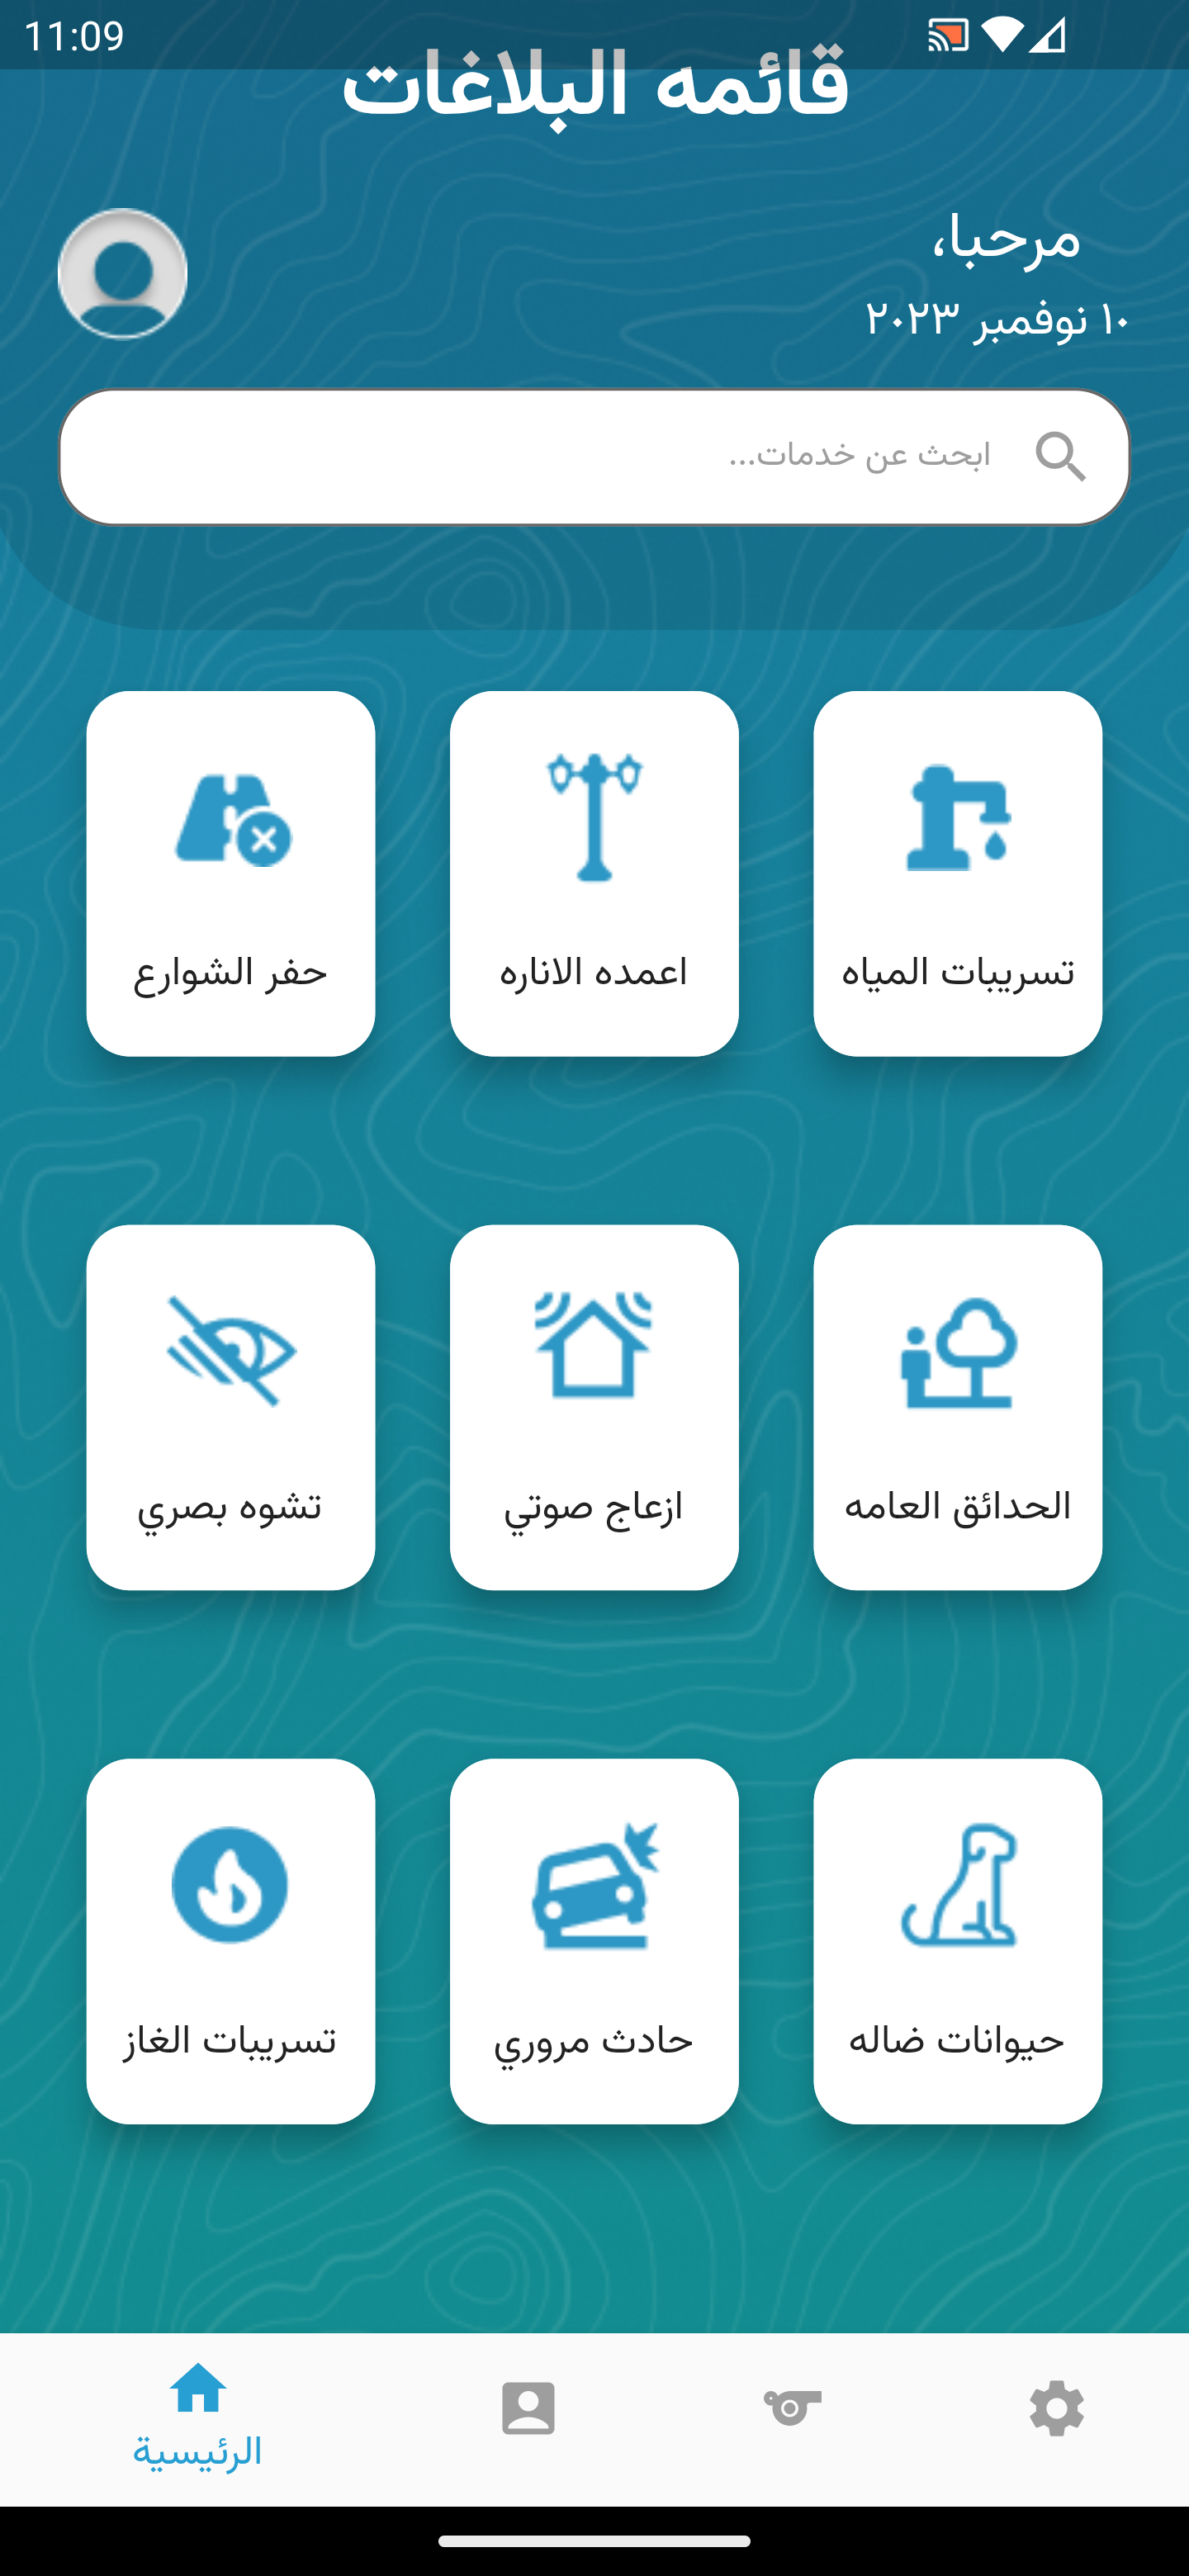 11:09
قائمه البلاغات
مرحبا،
١٠ نوفمبر ٢٠٢٣
ابحث عن خدمات...
تسريبات المياه
اعمده الاناره
حفر الشوارع
الحدائق العامه
ازعاج صوتي
تشوه بصري
حيوانات ضاله
حادث مروري
تسريبات الغاز
الرئيسية